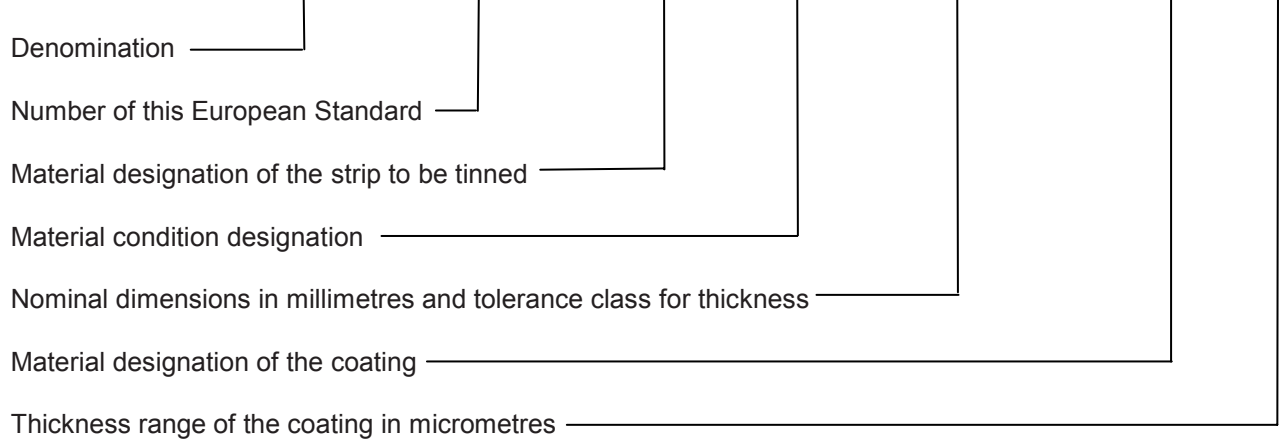 Denomination
Number of this European Standard
Material designation of the strip to be tinned
Material condition designation
Nominal dimensions in millimetres and tolerance class for thickness
Material designation of the coating
Thickness range of the coating in micrometres